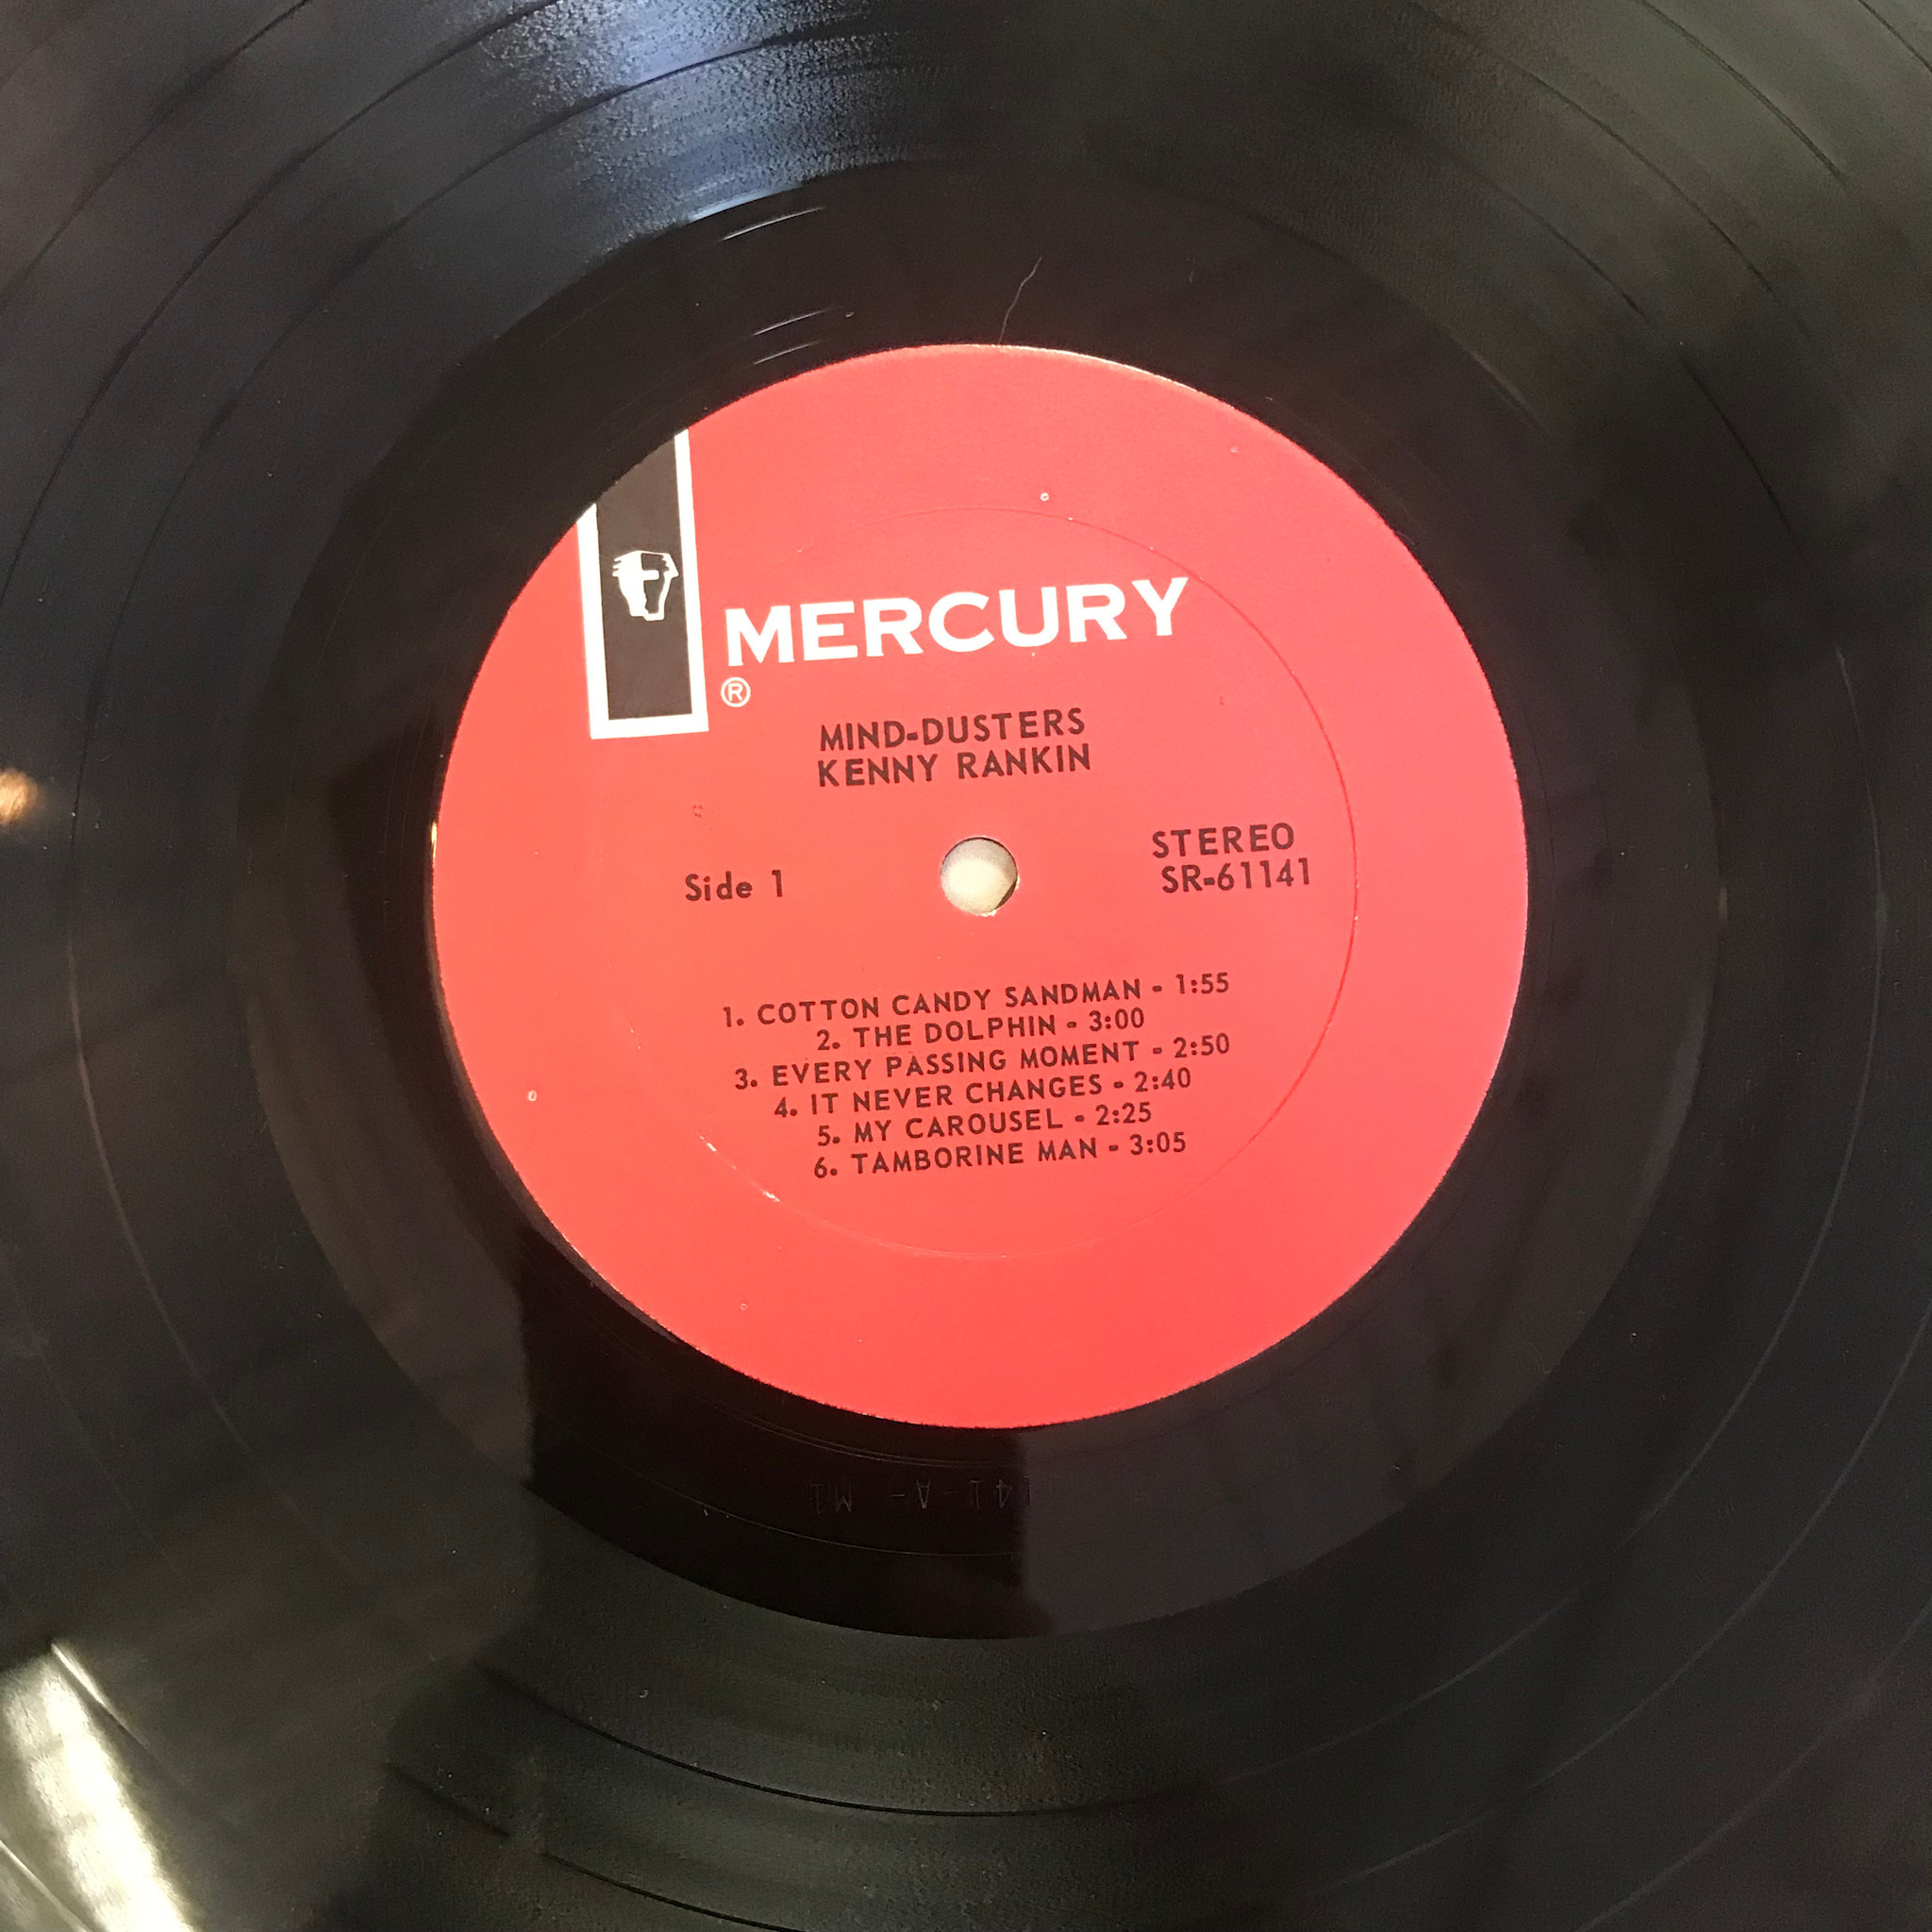 MERCURY
®
MIND-DUSTERS
KENNY RANKIN
Side 1
STEREO
SR-61141
1. COTTON CANDY SANDMAN - 1:55
2. THE DOLPHIN - 3:00
3. EVERY PASSING MOMENT - 2:50
4. IT NEVER CHANGES - 2:40
5. MY CAROUSEL - 2:25
6. TAMBORINE MAN - 3:05